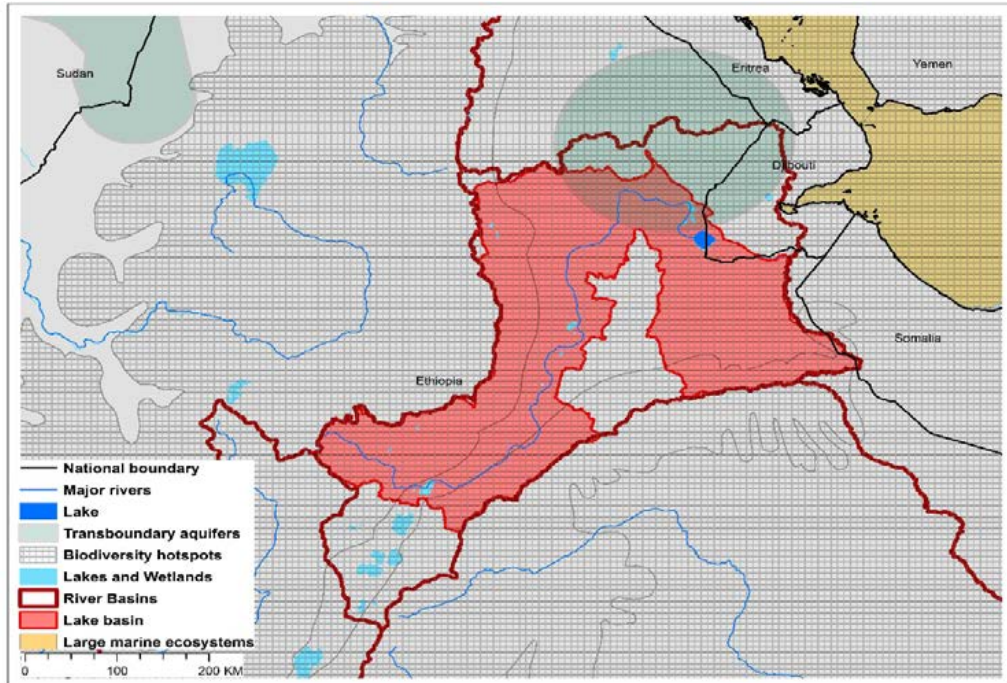 Sudan
Eritrea
Yemen
Djibouti
Somalia
Ethiopia
National boundary
Major rivers
Lake
Transboundary aquifers
Biodiversity hotspots
Lakes and Wetlands
River Basins
Lake basin
Large marine ecosystems
0 100 200 KM